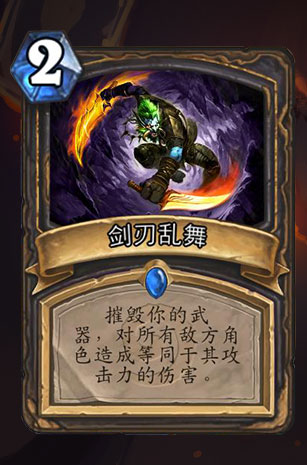 2
剑刃乱舞
摧毁你的武
器，对所有敌方角
色造成等同于其攻
击力的伤害。